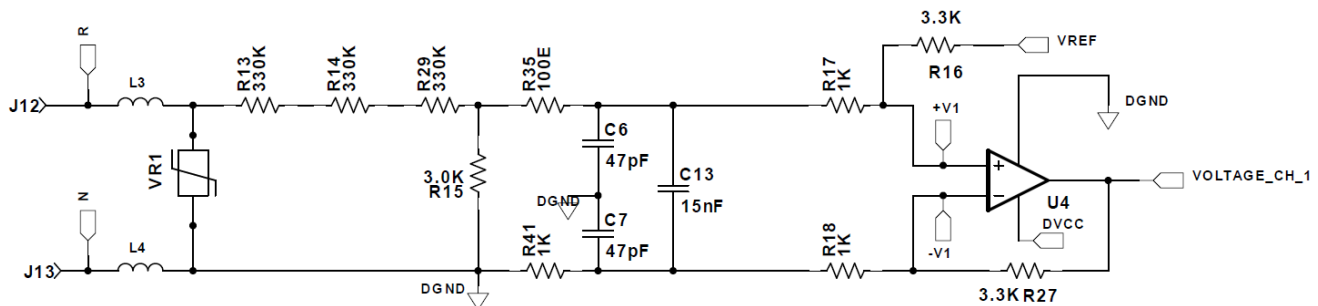 3.3K
VREF
R16
R
L3
J12
R13
330K
R14
330K
R29
330K
R35
100E
R17
1K
DGND
+V1
VR1
3.0K
R15
C6
47pF
C13
15nF
DGND
C7
47pF
U4
VOLTAGE_CH_1
DVCC
-V1
N
L4
J13
R41
1K
R18
1K
DGND
3.3K R27
+
−